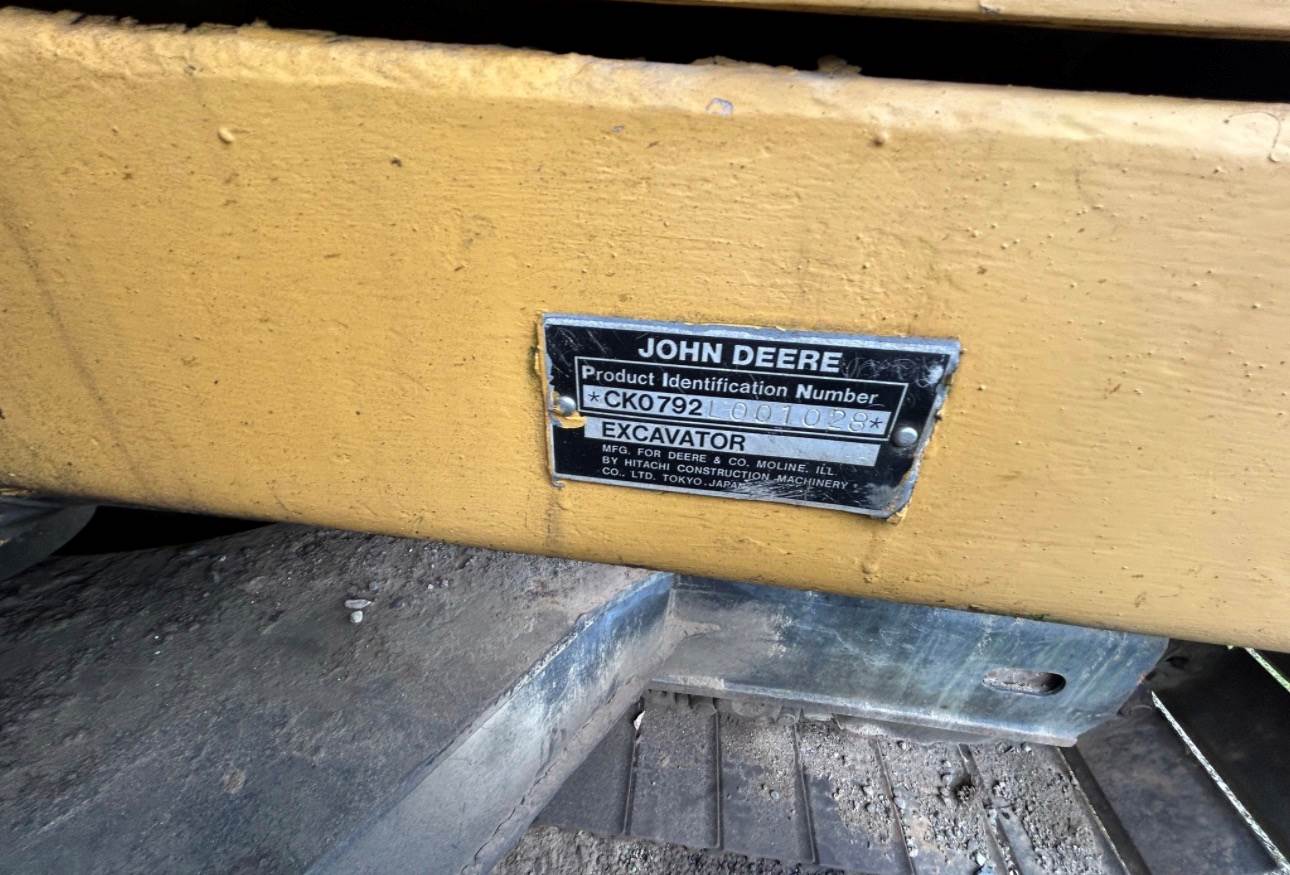 JOHN DEERE
Product Identification Number
*CK0792L001028*
EXCAVATOR
MFG. FOR DEERE & CO. MOLINE. ILL
BY HITACHI CONSTRUCTION MACHINERY
CO., LTD. TOKYO.JAPAN